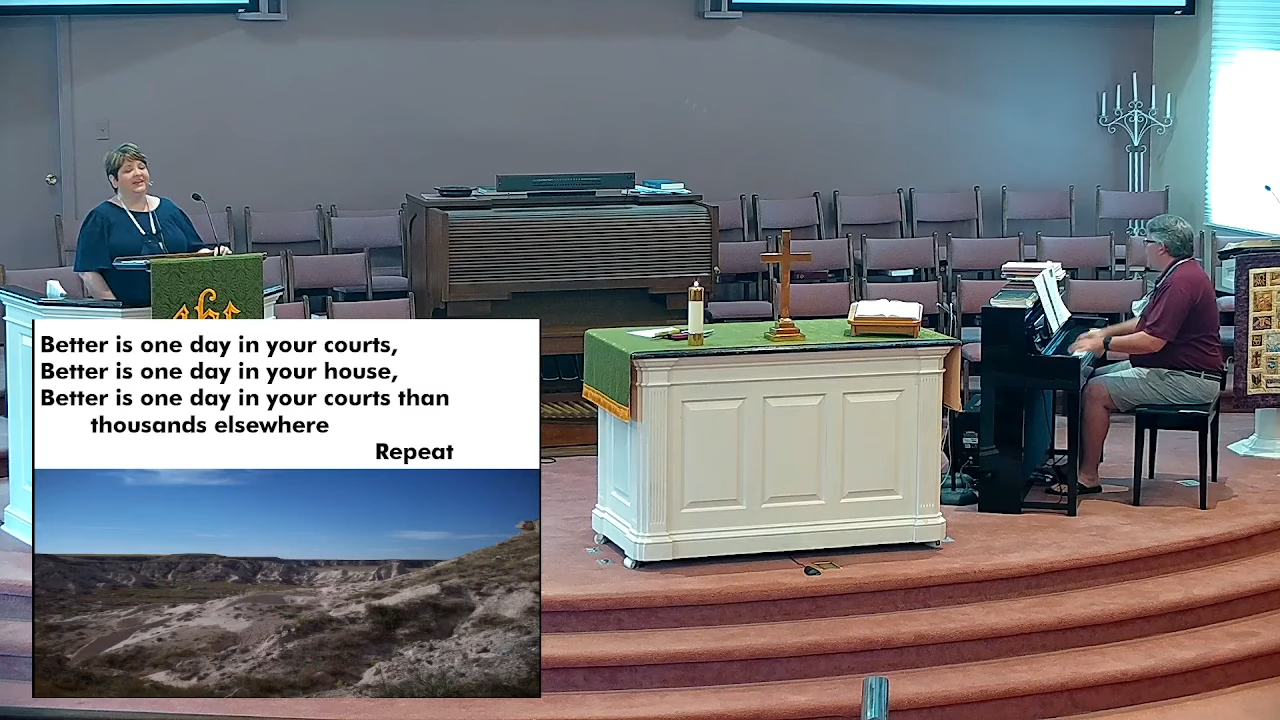 Better is one day in your courts,
Better is one day in your house,
Better is one day in your courts than
thousands elsewhere
Repeat